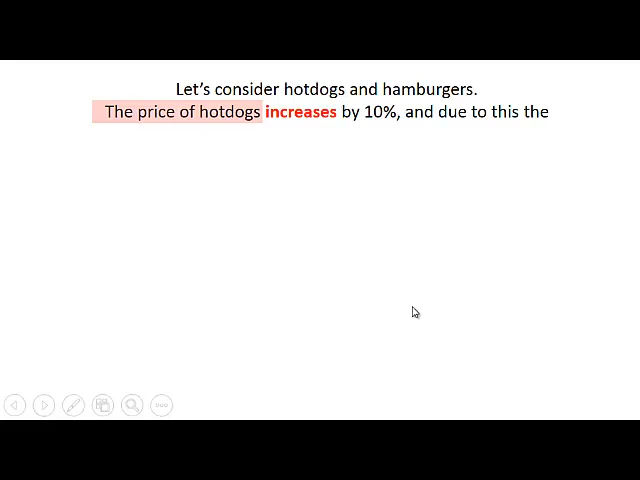 Let’s consider hotdogs and hamburgers.
The price of hotdogs increases by 10%, and due to this the